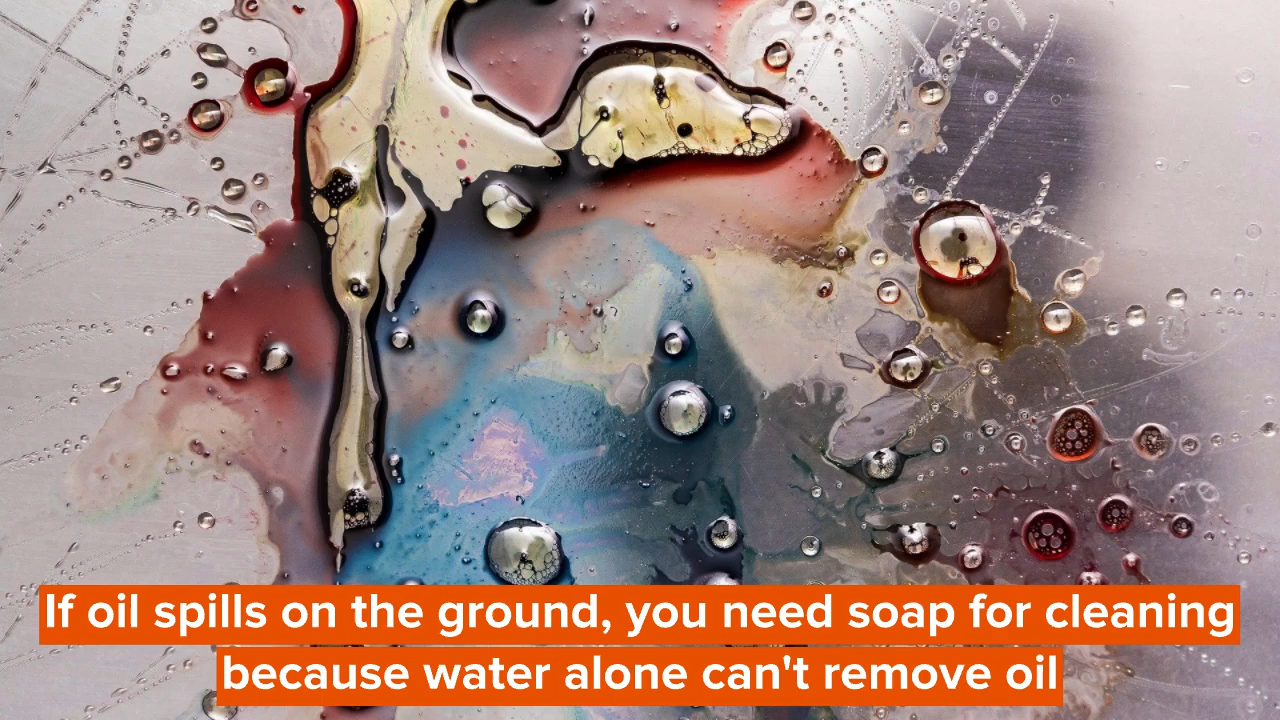 If oil spills on the ground, you need soap for cleaning
because water alone can't remove oil